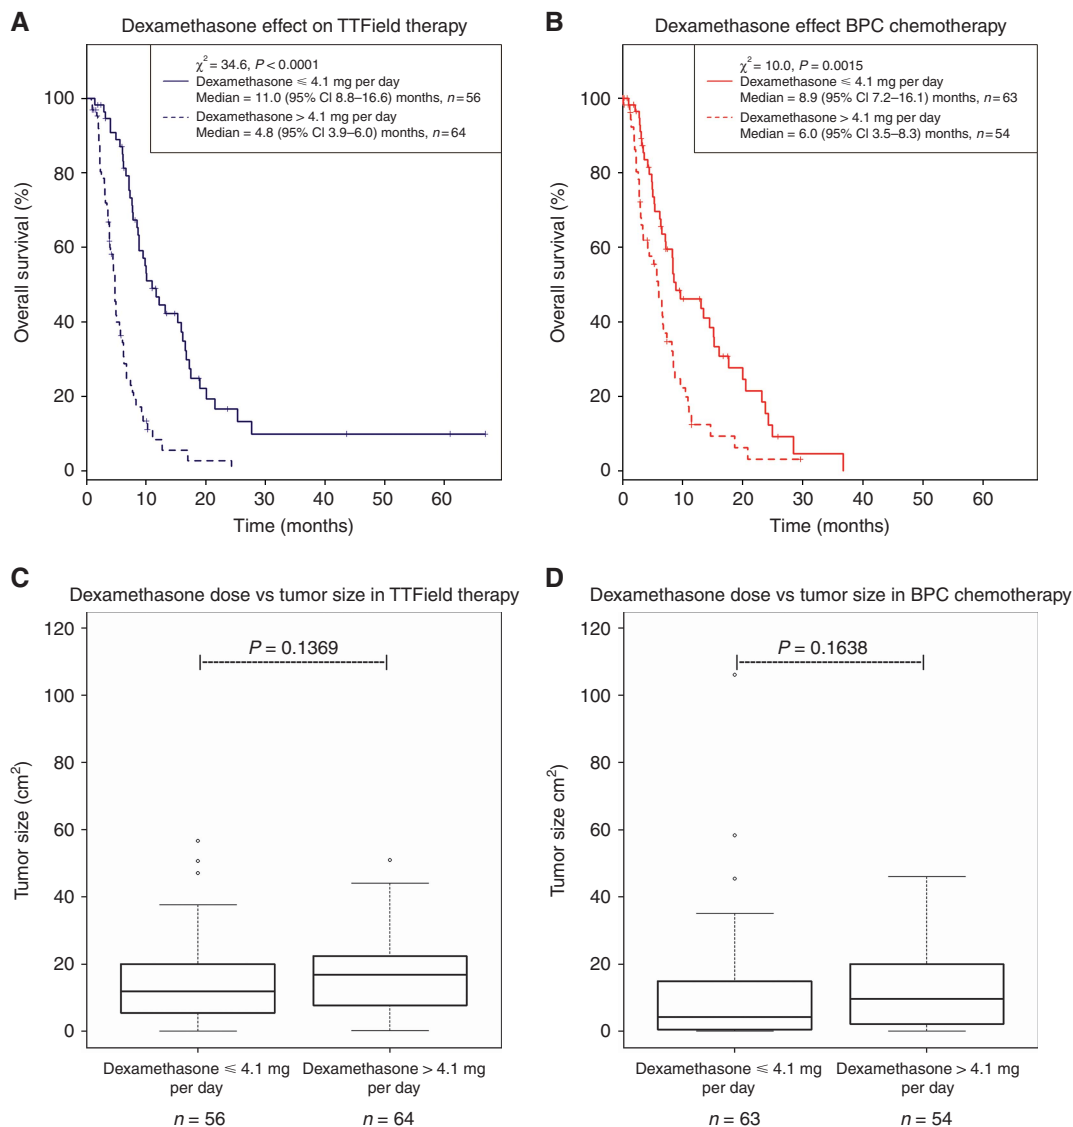 A
Dexamethasone effect on TTField therapy
χ² = 34.6, P < 0.0001
Dexamethasone ⩽ 4.1 mg per day
Median = 11.0 (95% CI 8.8–16.6) months, n = 56
Dexamethasone > 4.1 mg per day
Median = 4.8 (95% CI 3.9–6.0) months, n = 64
Overall survival (%)
100
80
60
40
20
0
0 10 20 30 40 50 60
Time (months)
B
Dexamethasone effect BPC chemotherapy
χ² = 10.0, P = 0.0015
Dexamethasone ⩽ 4.1 mg per day
Median = 8.9 (95% CI 7.2–16.1) months, n = 63
Dexamethasone > 4.1 mg per day
Median = 6.0 (95% CI 3.5–8.3) months, n = 54
Overall survival (%)
100
80
60
40
20
0
0 10 20 30 40 50 60
Time (months)
C
Dexamethasone dose vs tumor size in TTField therapy
P = 0.1369
Tumor size (cm²)
120
100
80
60
40
20
0
Dexamethasone ⩽ 4.1 mg
per day
n = 56
Dexamethasone > 4.1 mg
per day
n = 64
D
Dexamethasone dose vs tumor size in BPC chemotherapy
P = 0.1638
Tumor size cm²)
120
100
80
60
40
20
0
Dexamethasone ⩽ 4.1 mg
per day
n = 63
Dexamethasone > 4.1 mg
per day
n = 54